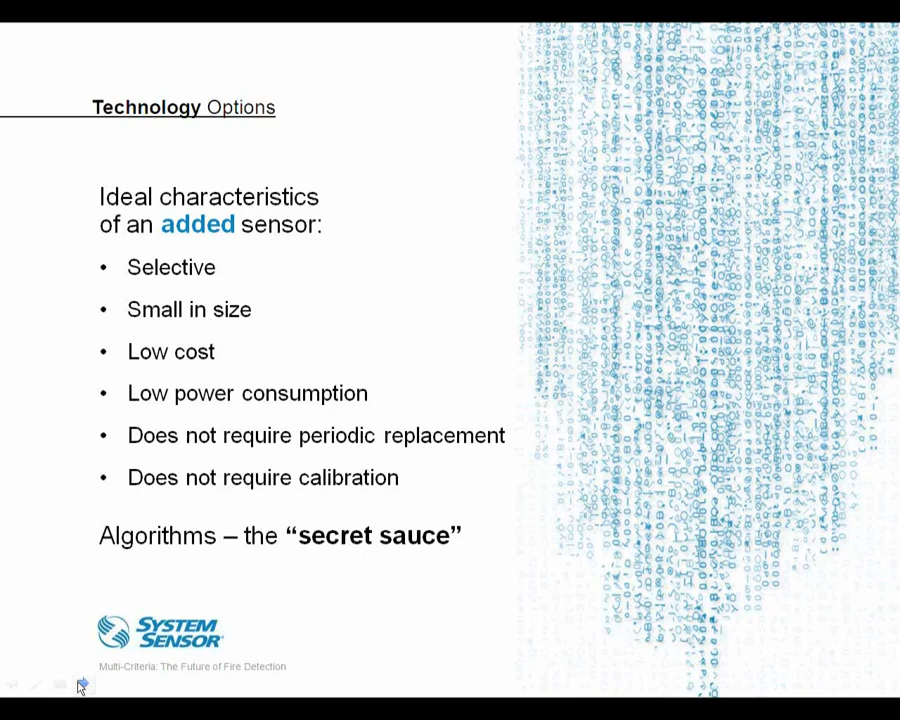 Technology Options
Ideal characteristics
of an added sensor:
• Selective
• Small in size
• Low cost
• Low power consumption
• Does not require periodic replacement
• Does not require calibration
Algorithms – the “secret sauce”
SYSTEM
SENSOR
Multi-Criteria: The Future of Fire Detection